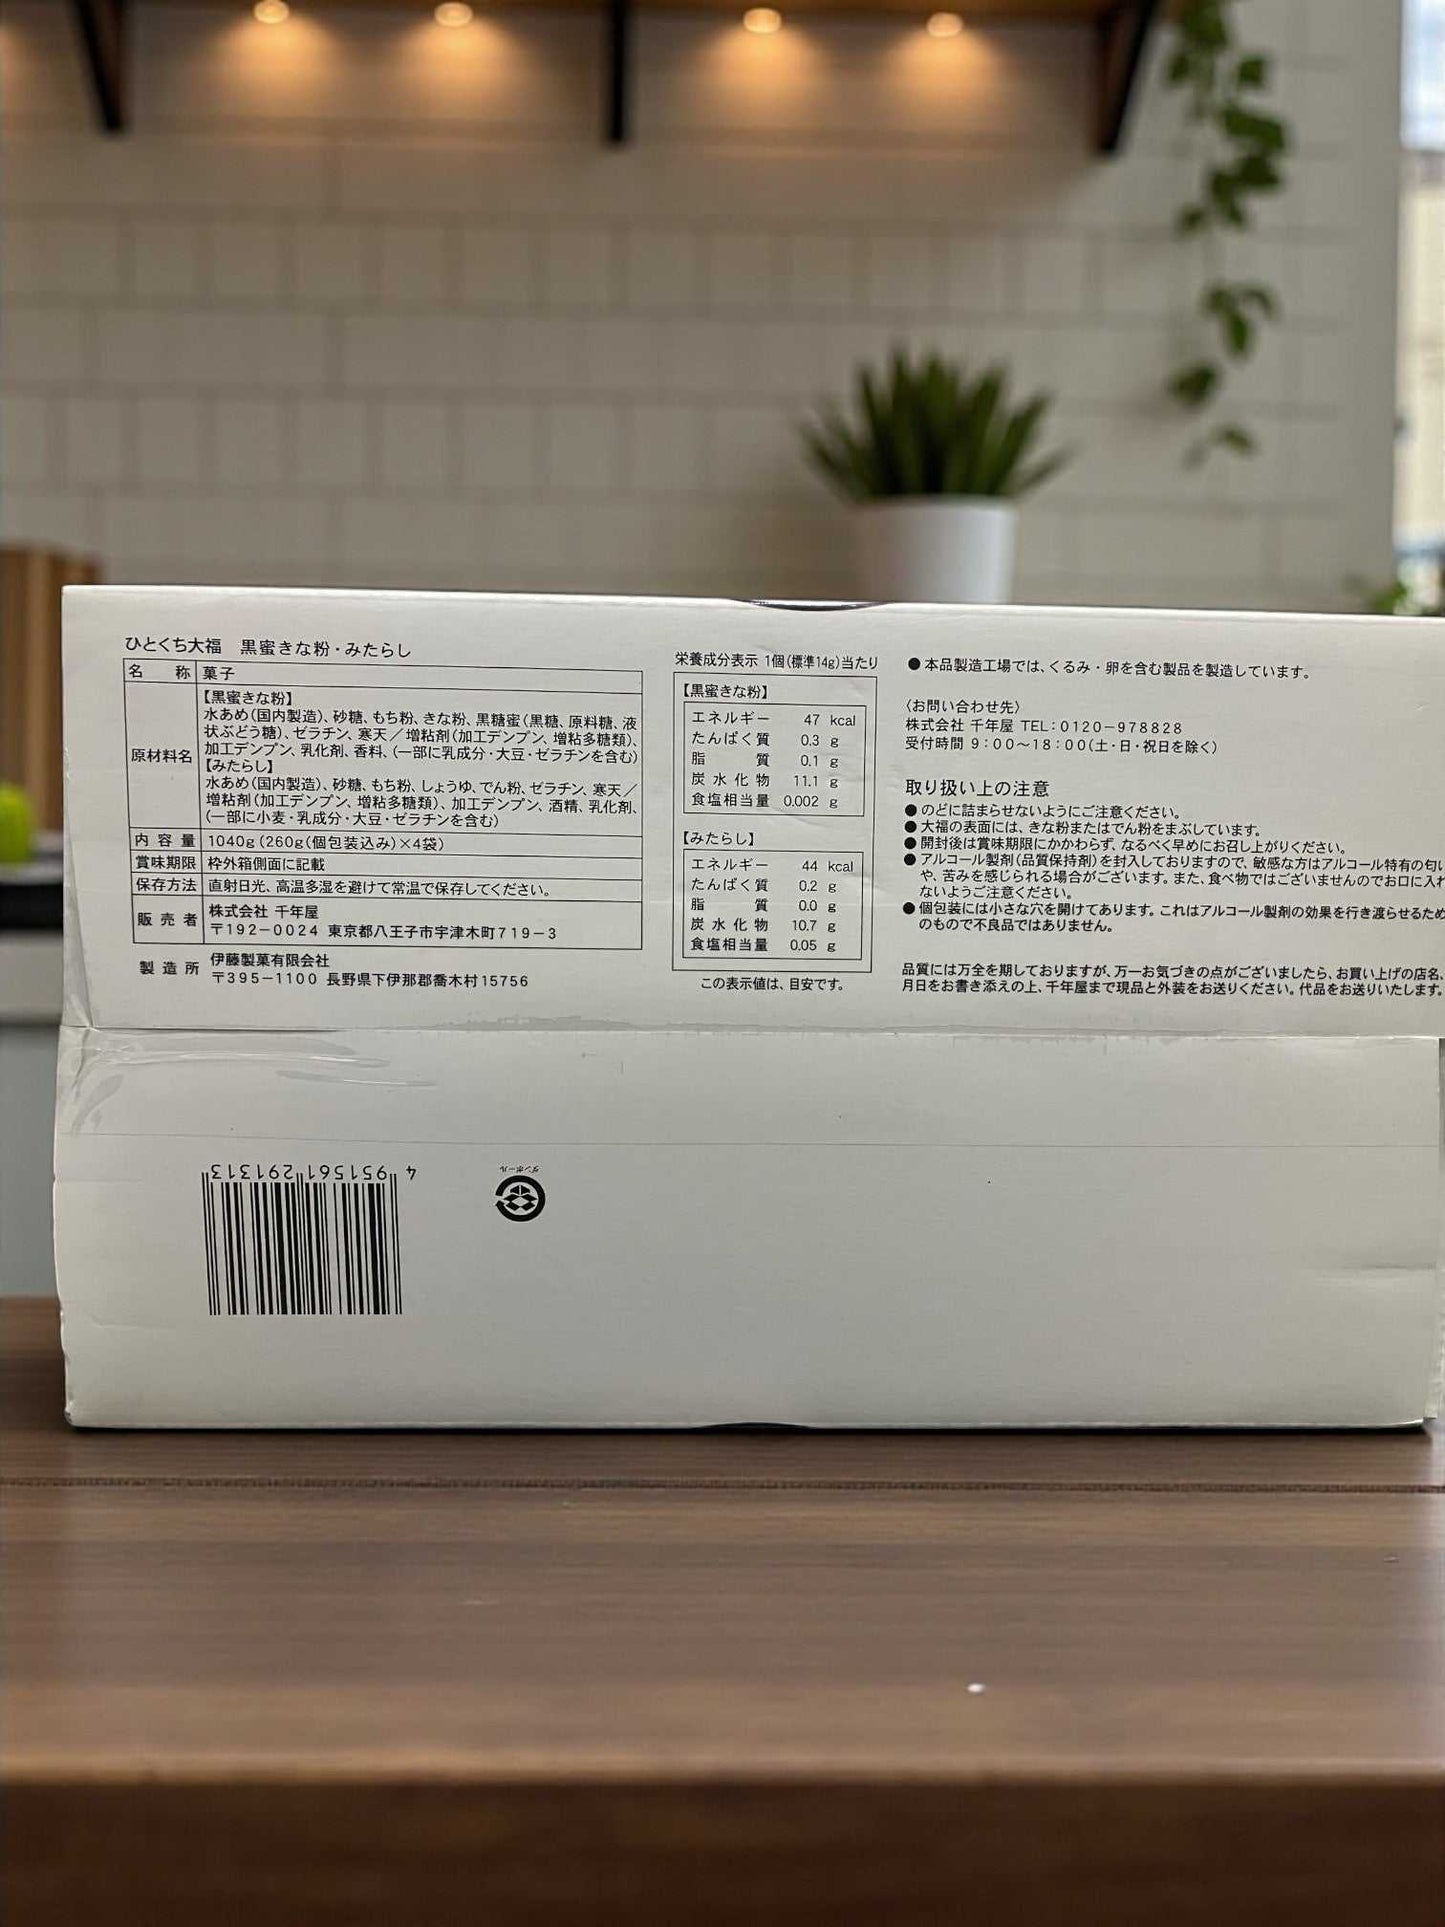 ひとくち大福 黒蜜きな粉・みたらし
名称 菓子
原材料名
【黒蜜きな粉】
水あめ(国内製造)、砂糖、もち粉、きな粉、黒糖蜜(黒糖、原料糖、液
状ぶどう糖)、ゼラチン、寒天/増粘剤(加工デンプン、増粘多糖類)、
加工デンプン、乳化剤、香料、(一部に乳成分・大豆・ゼラチンを含む)
【みたらし】
水あめ(国内製造)、砂糖、もち粉、しょうゆ、でん粉、ゼラチン、寒天/
増粘剤(加工デンプン、増粘多糖類)、加工デンプン、酒精、乳化剤、
(一部に小麦・乳成分・大豆・ゼラチンを含む)
内容量 1040g(260g(個包装込み)×4袋)
賞味期限 枠外箱側面に記載
保存方法 直射日光、高温多湿を避けて常温で保存してください。
販売者 株式会社 千年屋
〒192-0024 東京都八王子市宇津木町719-3
製造所 伊藤製菓有限会社
〒395-1100 長野県下伊那郡喬木村15756
栄養成分表示 1個(標準14g)当たり
【黒蜜きな粉】
エネルギー 47 kcal
たんぱく質 0.3 g
脂質 0.1 g
炭水化物 11.1 g
食塩相当量 0.002 g
【みたらし】
エネルギー 44 kcal
たんぱく質 0.2 g
脂質 0.0 g
炭水化物 10.7 g
食塩相当量 0.05 g
この表示値は、目安です。
●本品製造工場では、くるみ・卵を含む製品を製造しています。
〈お問い合わせ先〉
株式会社 千年屋 TEL:0120-978828
受付時間 9:00~18:00(土・日・祝日を除く)
取り扱い上の注意
●のどに詰まらせないようにご注意ください。
●大福の表面には、きな粉またはでん粉をまぶしています。
●開封後は賞味期限にかかわらず、なるべく早めにお召し上がりください。
●アルコール製剤(品質保持剤)を封入しておりますので、敏感な方はアルコール特有の匂い
や、苦みを感じられる場合がございます。また、食べ物ではございませんのでお口に入れ
ないようご注意ください。
●個包装には小さな穴を開けてあります。これはアルコール製剤の効果を行き渡らせるため
のもので不良品ではありません。
品質には万全を期しておりますが、万一お気づきの点がございましたら、お買い上げの店名、
月日をお書き添えの上、千年屋まで現品と外装をお送りください。代品をお送りいたします。
4 951561 291313
ダンボール